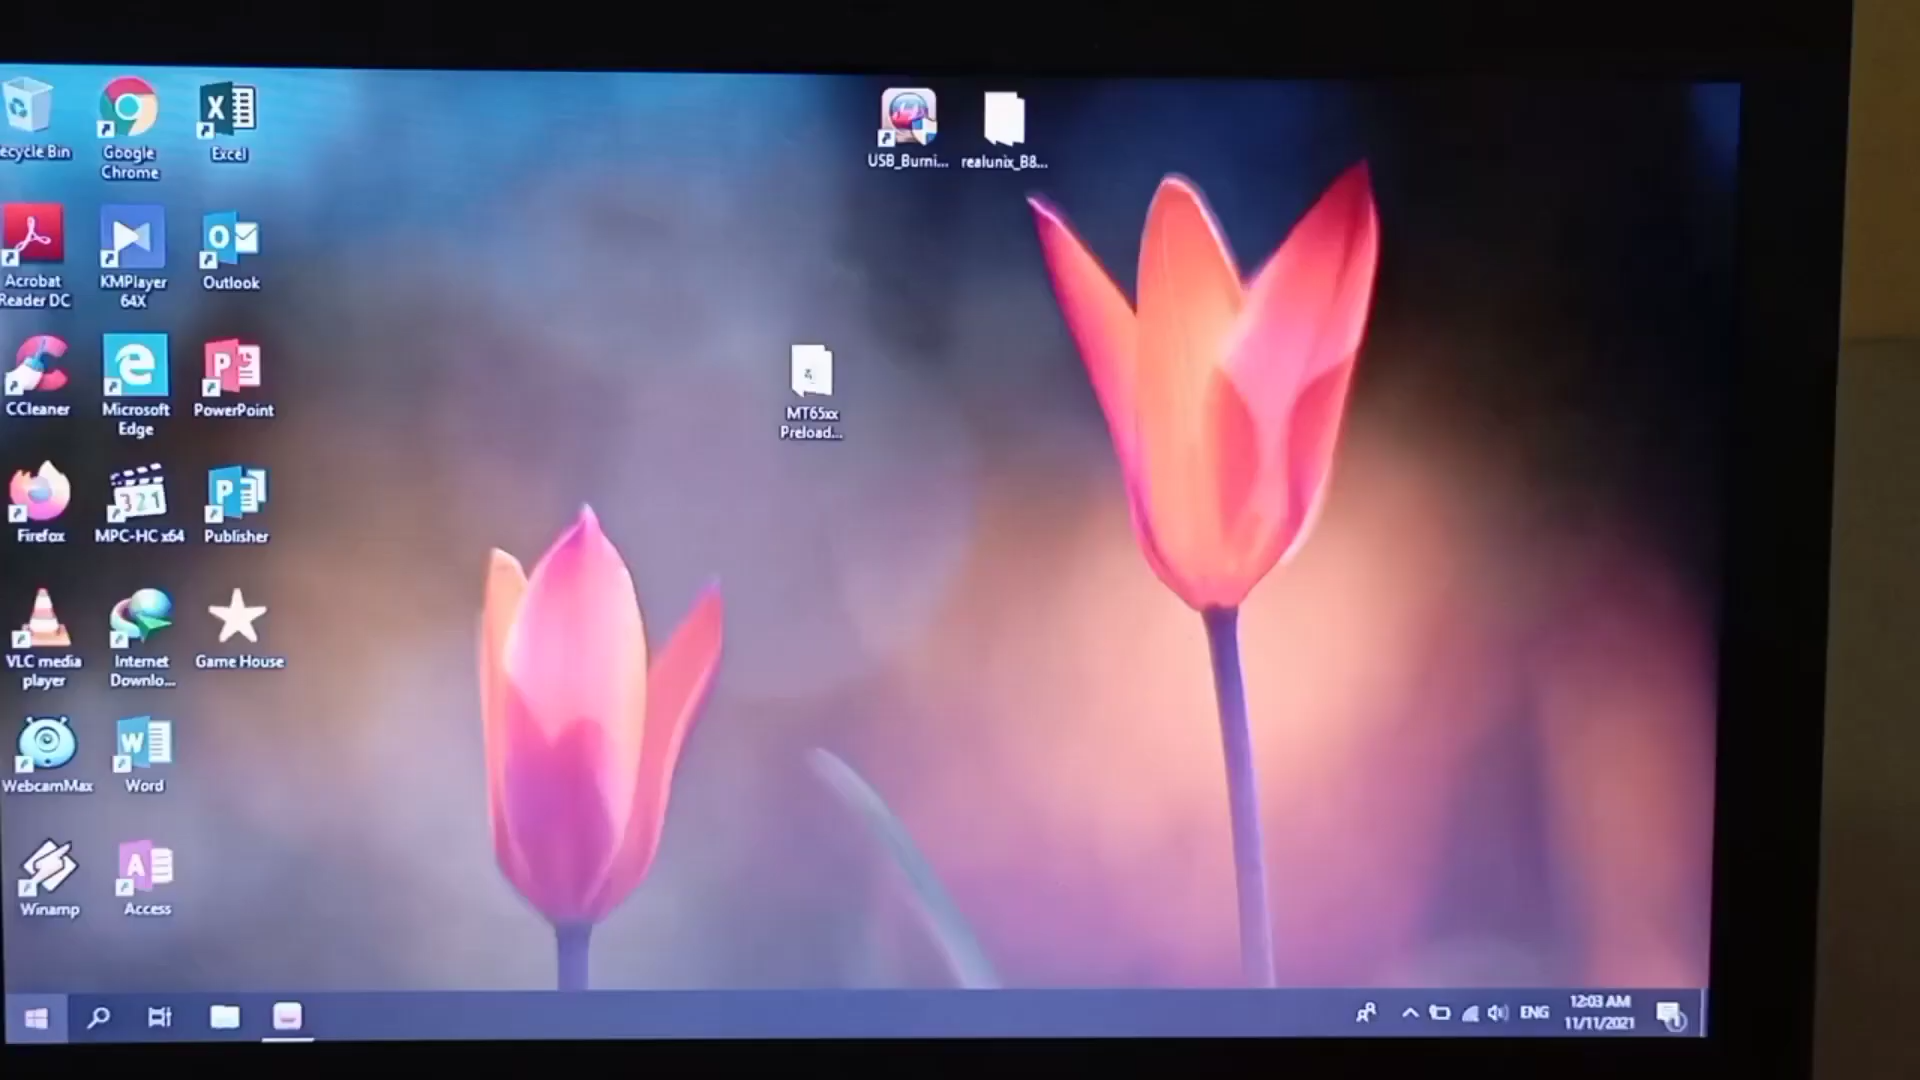 ecycle Bin
Google
Chrome
Excel
USB_Burni...
realunix_B8...
Acrobat
Reader DC
KMPlayer
64X
Outlook
CCleaner
Microsoft
Edge
PowerPoint
MT65xx
Preload...
Firefox
MPC-HC x64
Publisher
VLC media
player
Internet
Downlo...
Game House
WebcamMax
Word
Winamp
Access
ENG
12:03 AM
11/11/2021